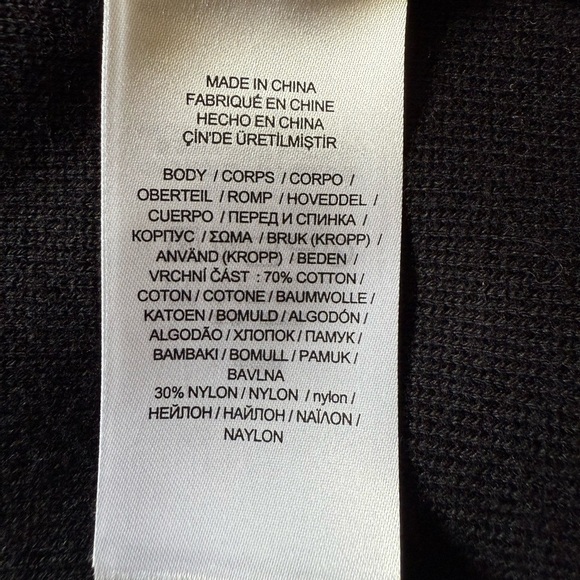 MADE IN CHINA
FABRIQUÉ EN CHINE
HECHO EN CHINA
ÇİN'DE ÜRETİLMİŞTİR
BODY / CORPS / CORPO /
OBERTEIL / ROMP / HOVEDDEL /
CUERPO / ПЕРЕД И СПИНКА /
КОРПУС / ΣΩΜΑ / BRUK (KROPP) /
ANVÄND (KROPP) / BEDEN /
VRCHNÍ ČÁST : 70% COTTON /
COTON / COTONE / BAUMWOLLE /
KATOEN / BOMULD / ALGODÓN /
ALGODÃO / ХЛОПОК / ПАМУК /
BAMBAKI / BOMULL / PAMUK /
BAVLNA
30% NYLON / NYLON / nylon /
НЕЙЛОН / НАЙЛОН / ΝΑΪΛΟΝ /
NAYLON